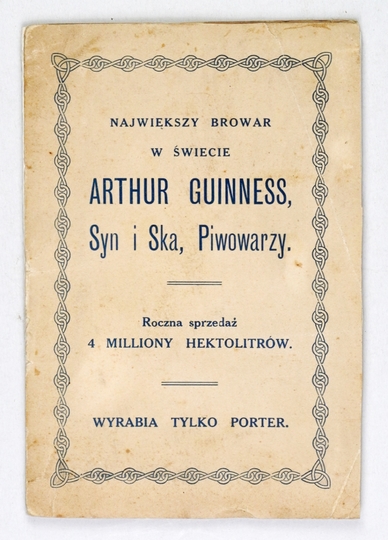 NAJWIĘKSZY BROWAR
W ŚWIECIE
ARTHUR GUINNESS,
Syn i Ska, Piwowarzy.
Roczna sprzedaż
4 MILLIONY HEKTOLITRÓW.
WYRABIA TYLKO PORTER.